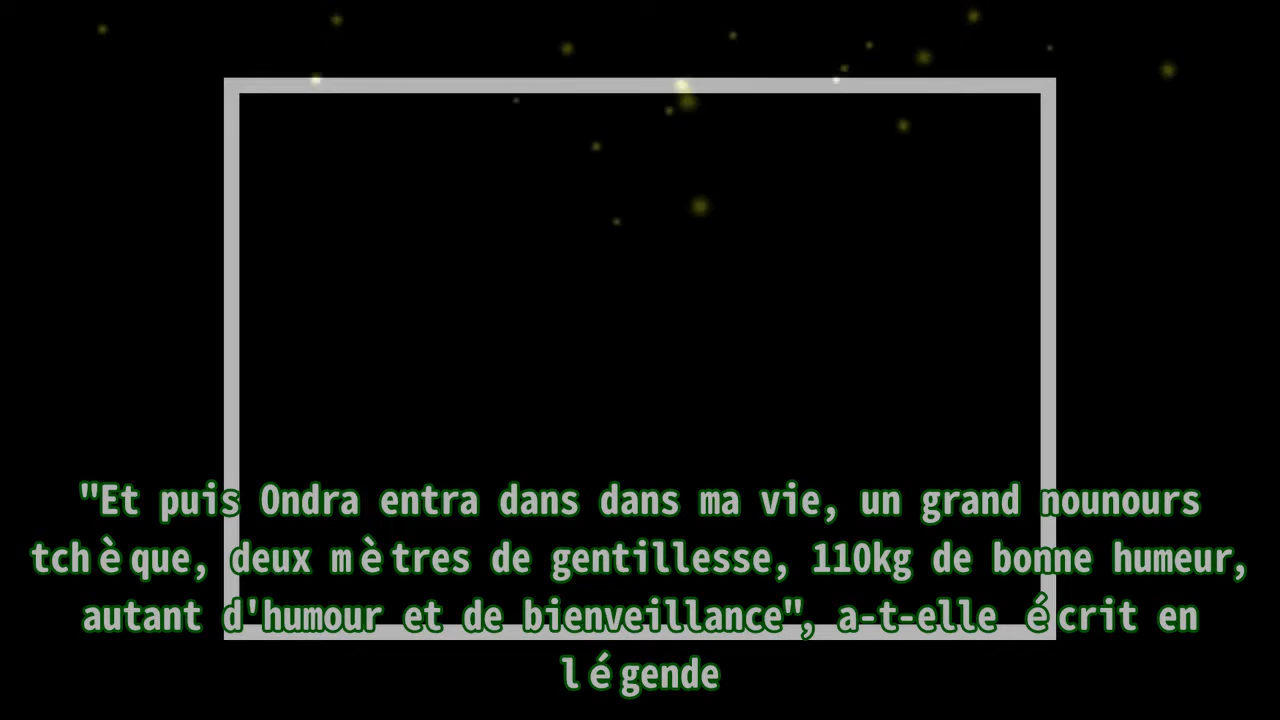 "Et puis Ondra entra dans dans ma vie, un grand nounours
tchèque, deux mètres de gentillesse, 110kg de bonne humeur,
autant d'humour et de bienveillance", a-t-elle écrit en
légende